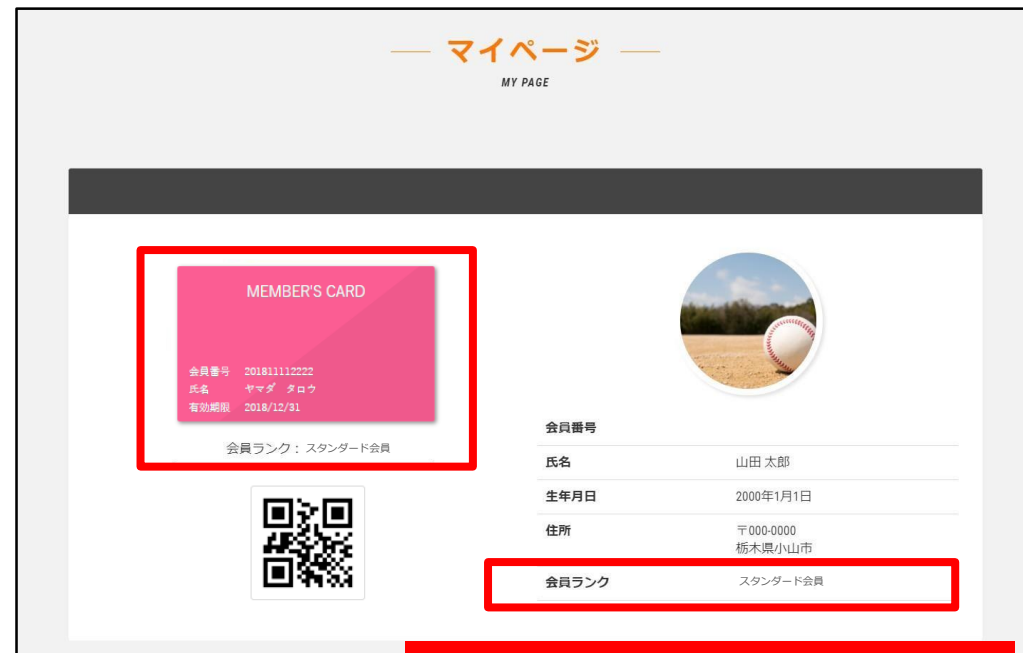 マイページ
MY PAGE
MEMBER'S CARD
会員番号 201811112222
氏名 ヤマダ タロウ
有効期限 2018/12/31
会員ランク： スタンダード会員
会員番号
氏名 山田 太郎
生年月日 2000年1月1日
住所 〒000-0000
栃木県小山市
会員ランク スタンダード会員